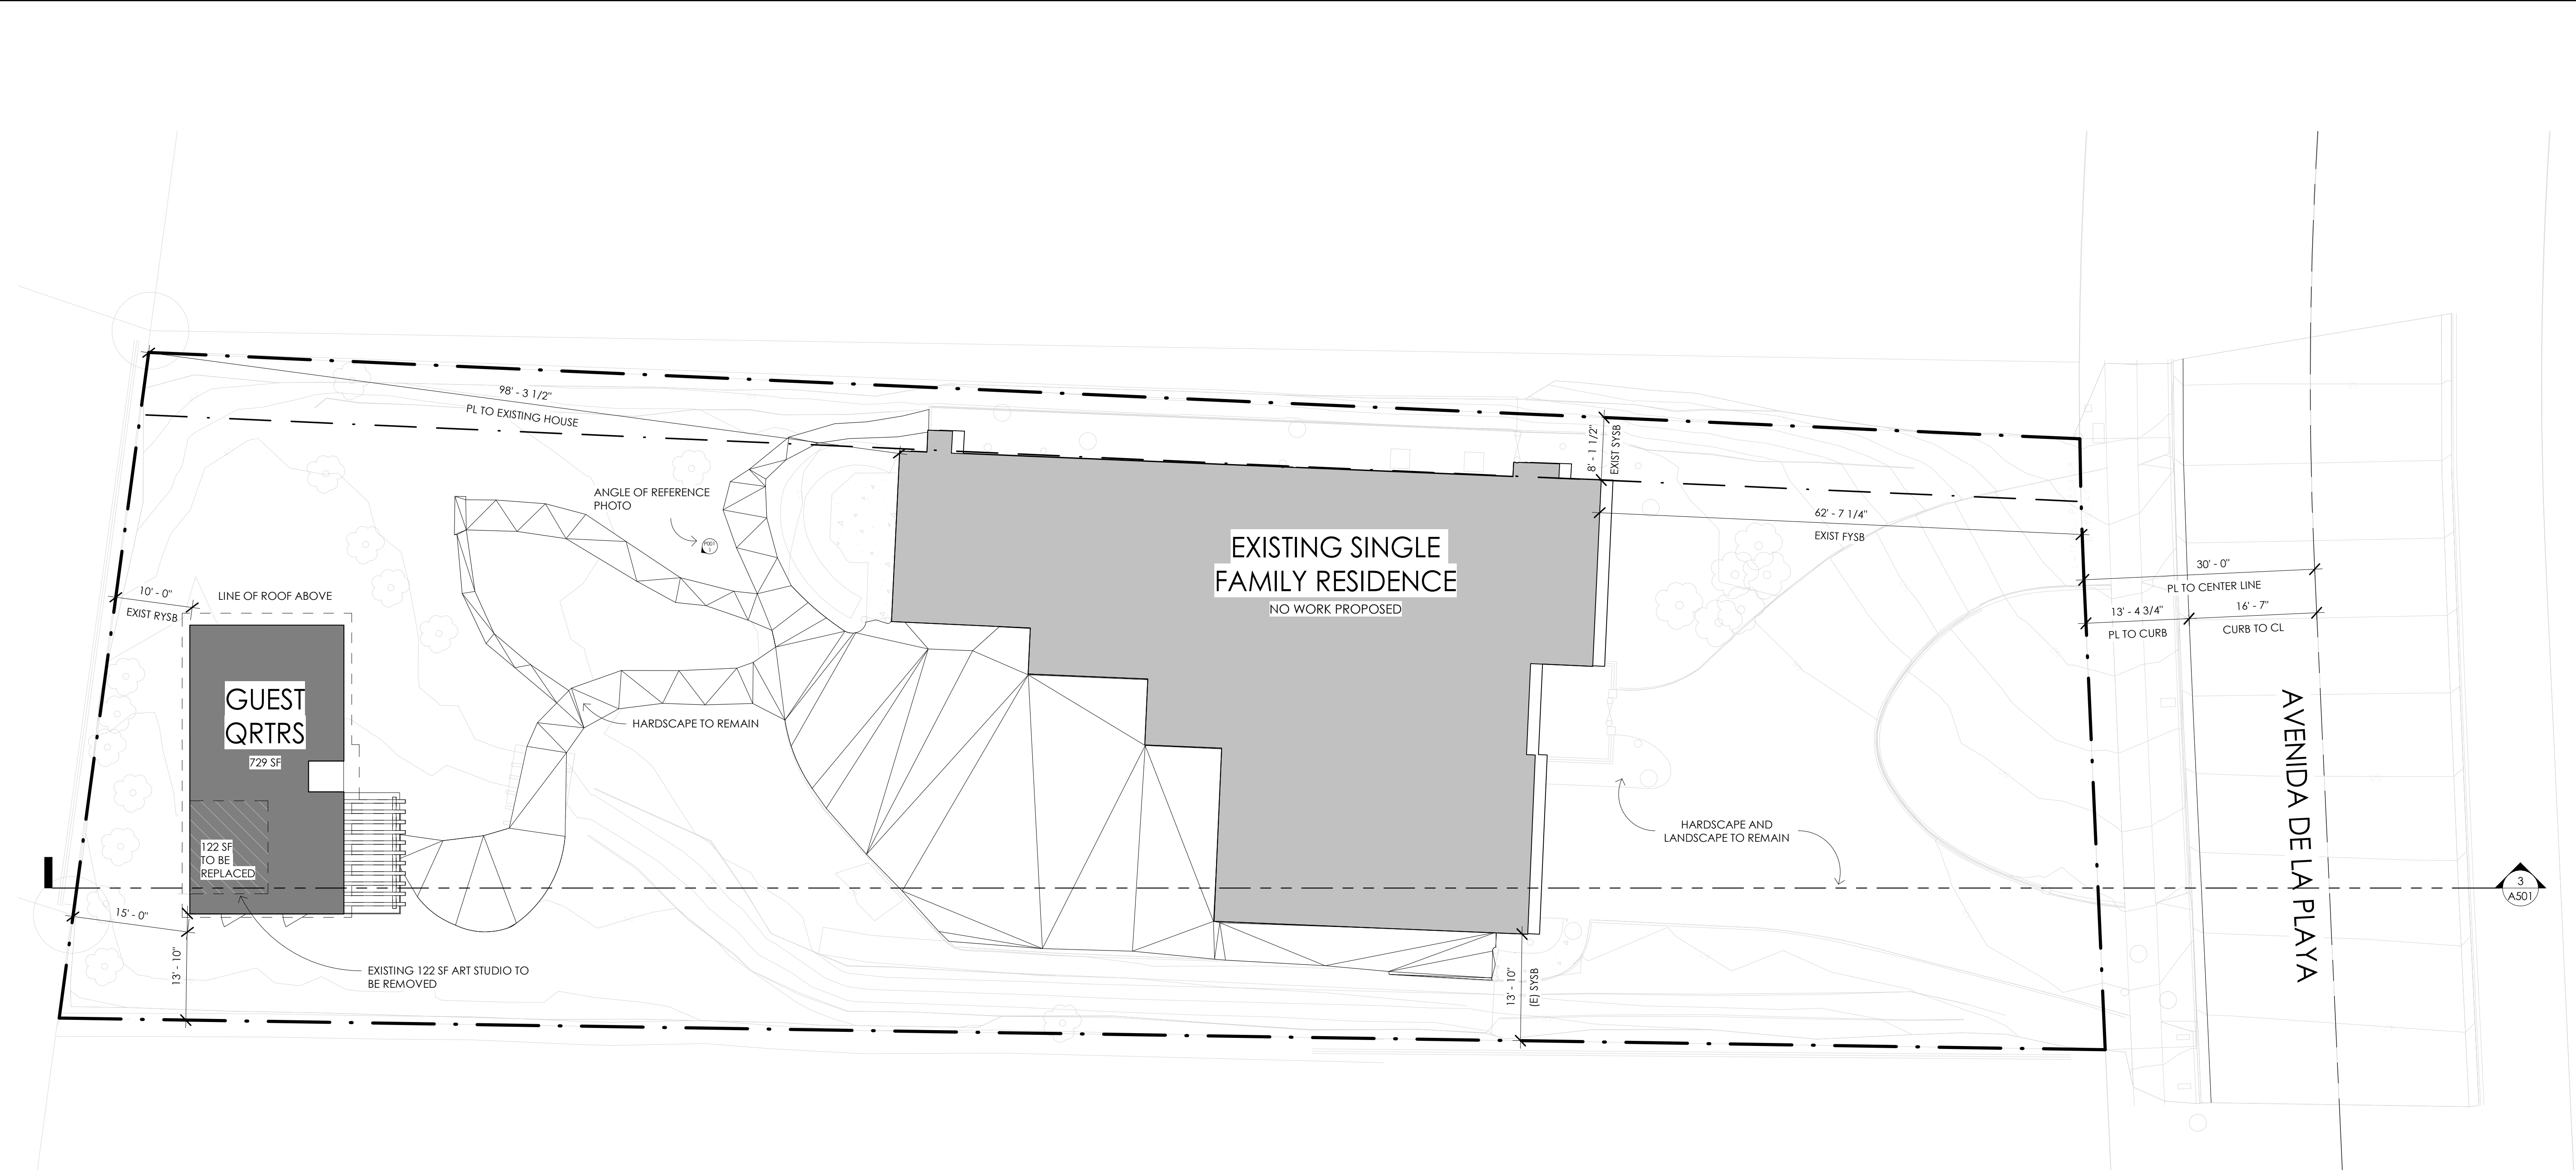 98' - 3 1/2"
PL TO EXISTING HOUSE
8' - 1 1/2"
EXIST SYSB
ANGLE OF REFERENCE
PHOTO
P001
1
62' - 7 1/4"
EXIST FYSB
EXISTING SINGLE
FAMILY RESIDENCE
NO WORK PROPOSED
30' - 0"
PL TO CENTER LINE
13' - 4 3/4"
PL TO CURB
16' - 7"
CURB TO CL
10' - 0"
EXIST RYSB
LINE OF ROOF ABOVE
GUEST
QRTRS
729 SF
HARDSCAPE TO REMAIN
AVENIDA DE LA PLAYA
122 SF
TO BE
REPLACED
HARDSCAPE AND
LANDSCAPE TO REMAIN
3
A501
15' - 0"
13' - 10"
EXISTING 122 SF ART STUDIO TO
BE REMOVED
13' - 10"
(E) SYSB